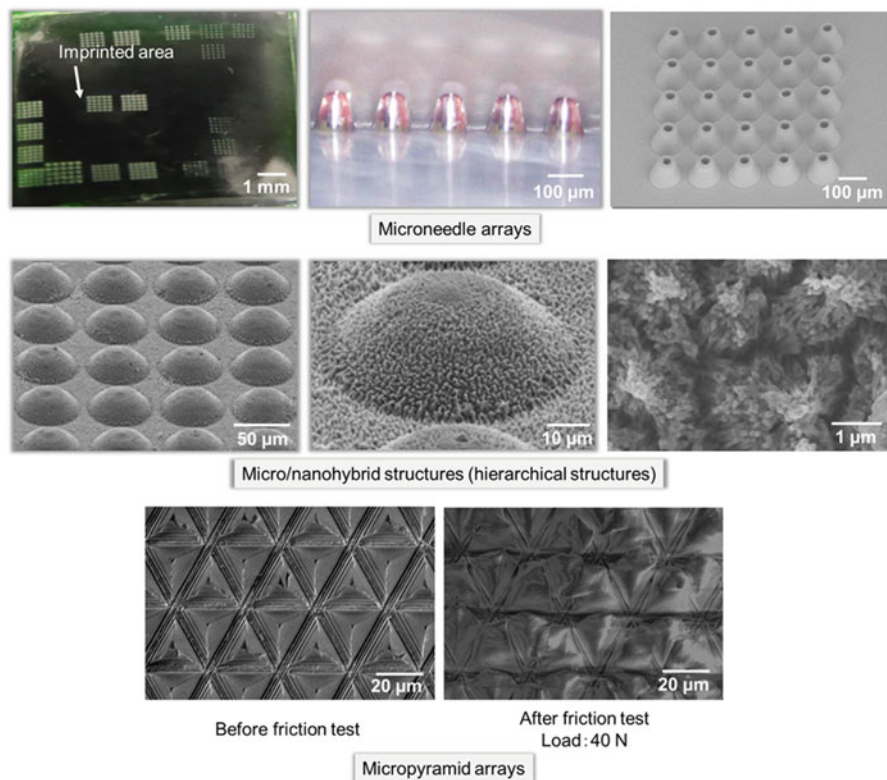 Imprinted area
1 mm
100 µm
100 µm
Microneedle arrays
50 µm
10 µm
1 µm
Micro/nanohybrid structures (hierarchical structures)
20 µm
20 µm
Before friction test
After friction test
Load：40 N
Micropyramid arrays